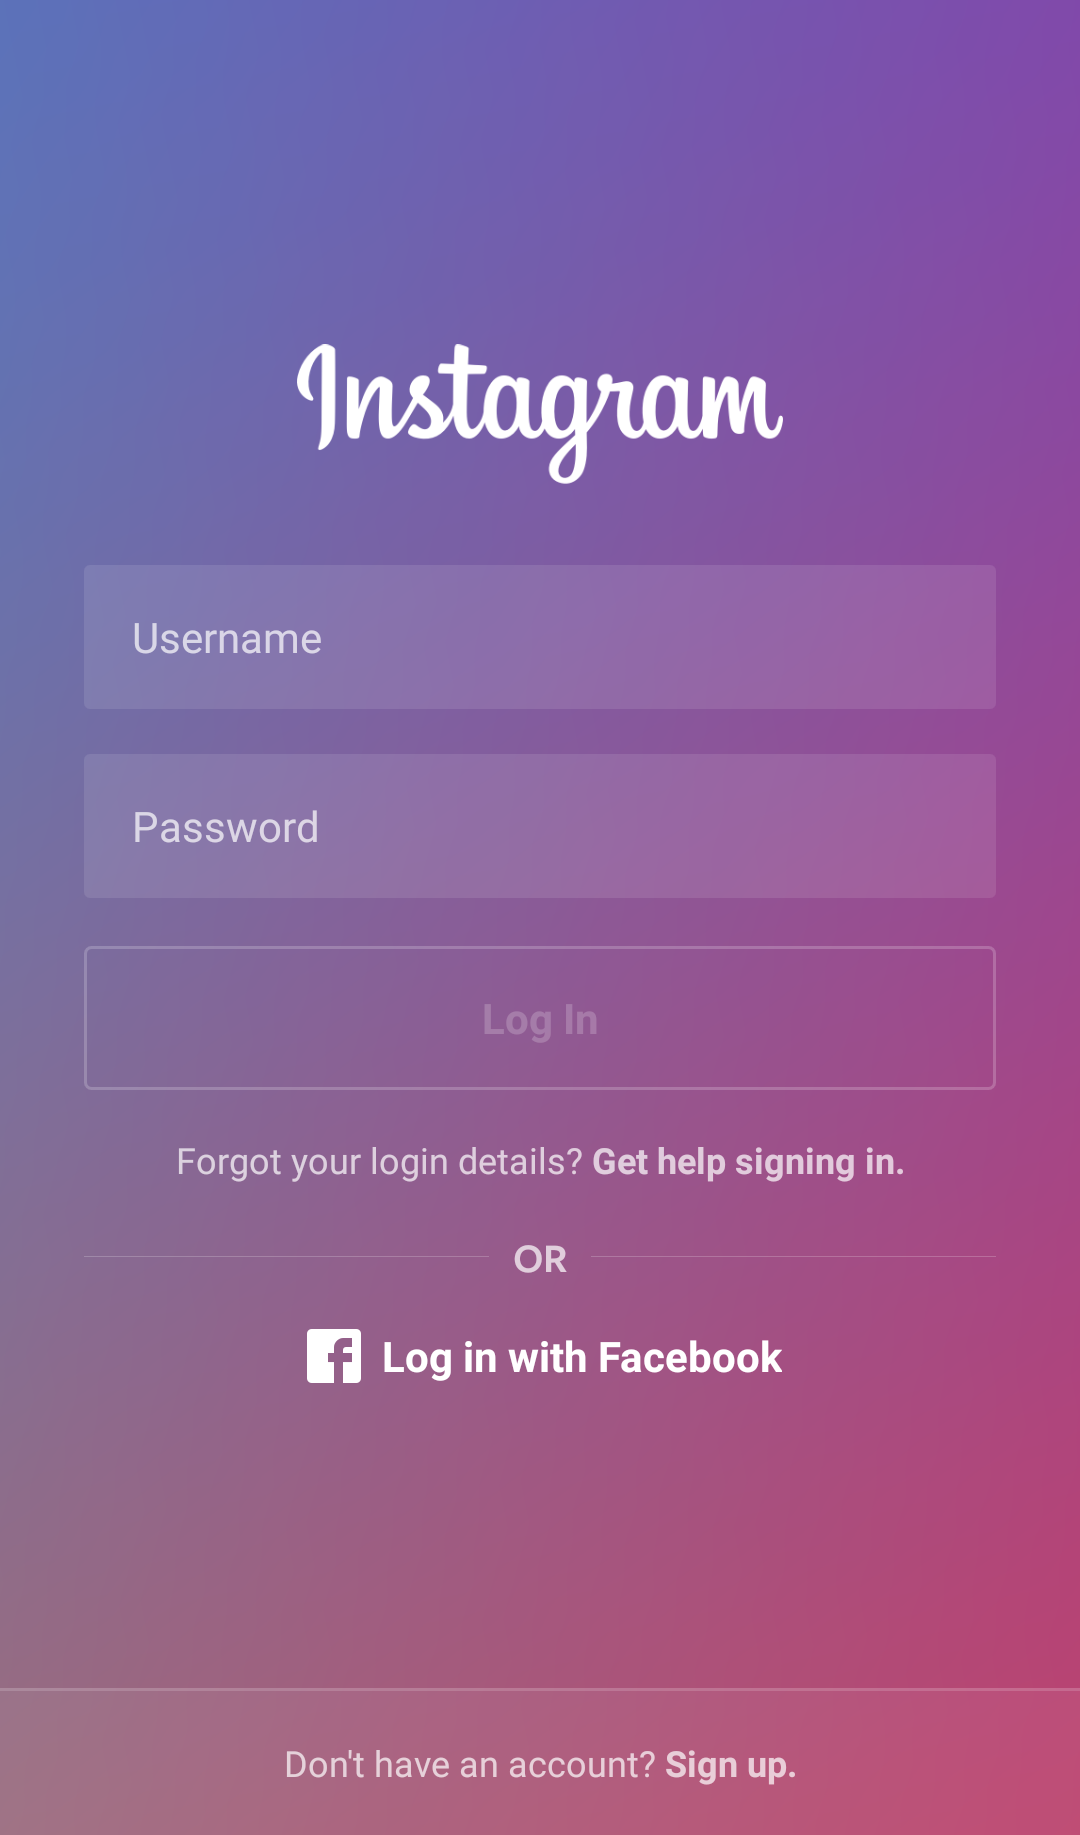 Instagram
Username
Password
Log In
Forgot your login details? Get help signing in.
OR
Log in with Facebook
Don't have an account? Sign up.